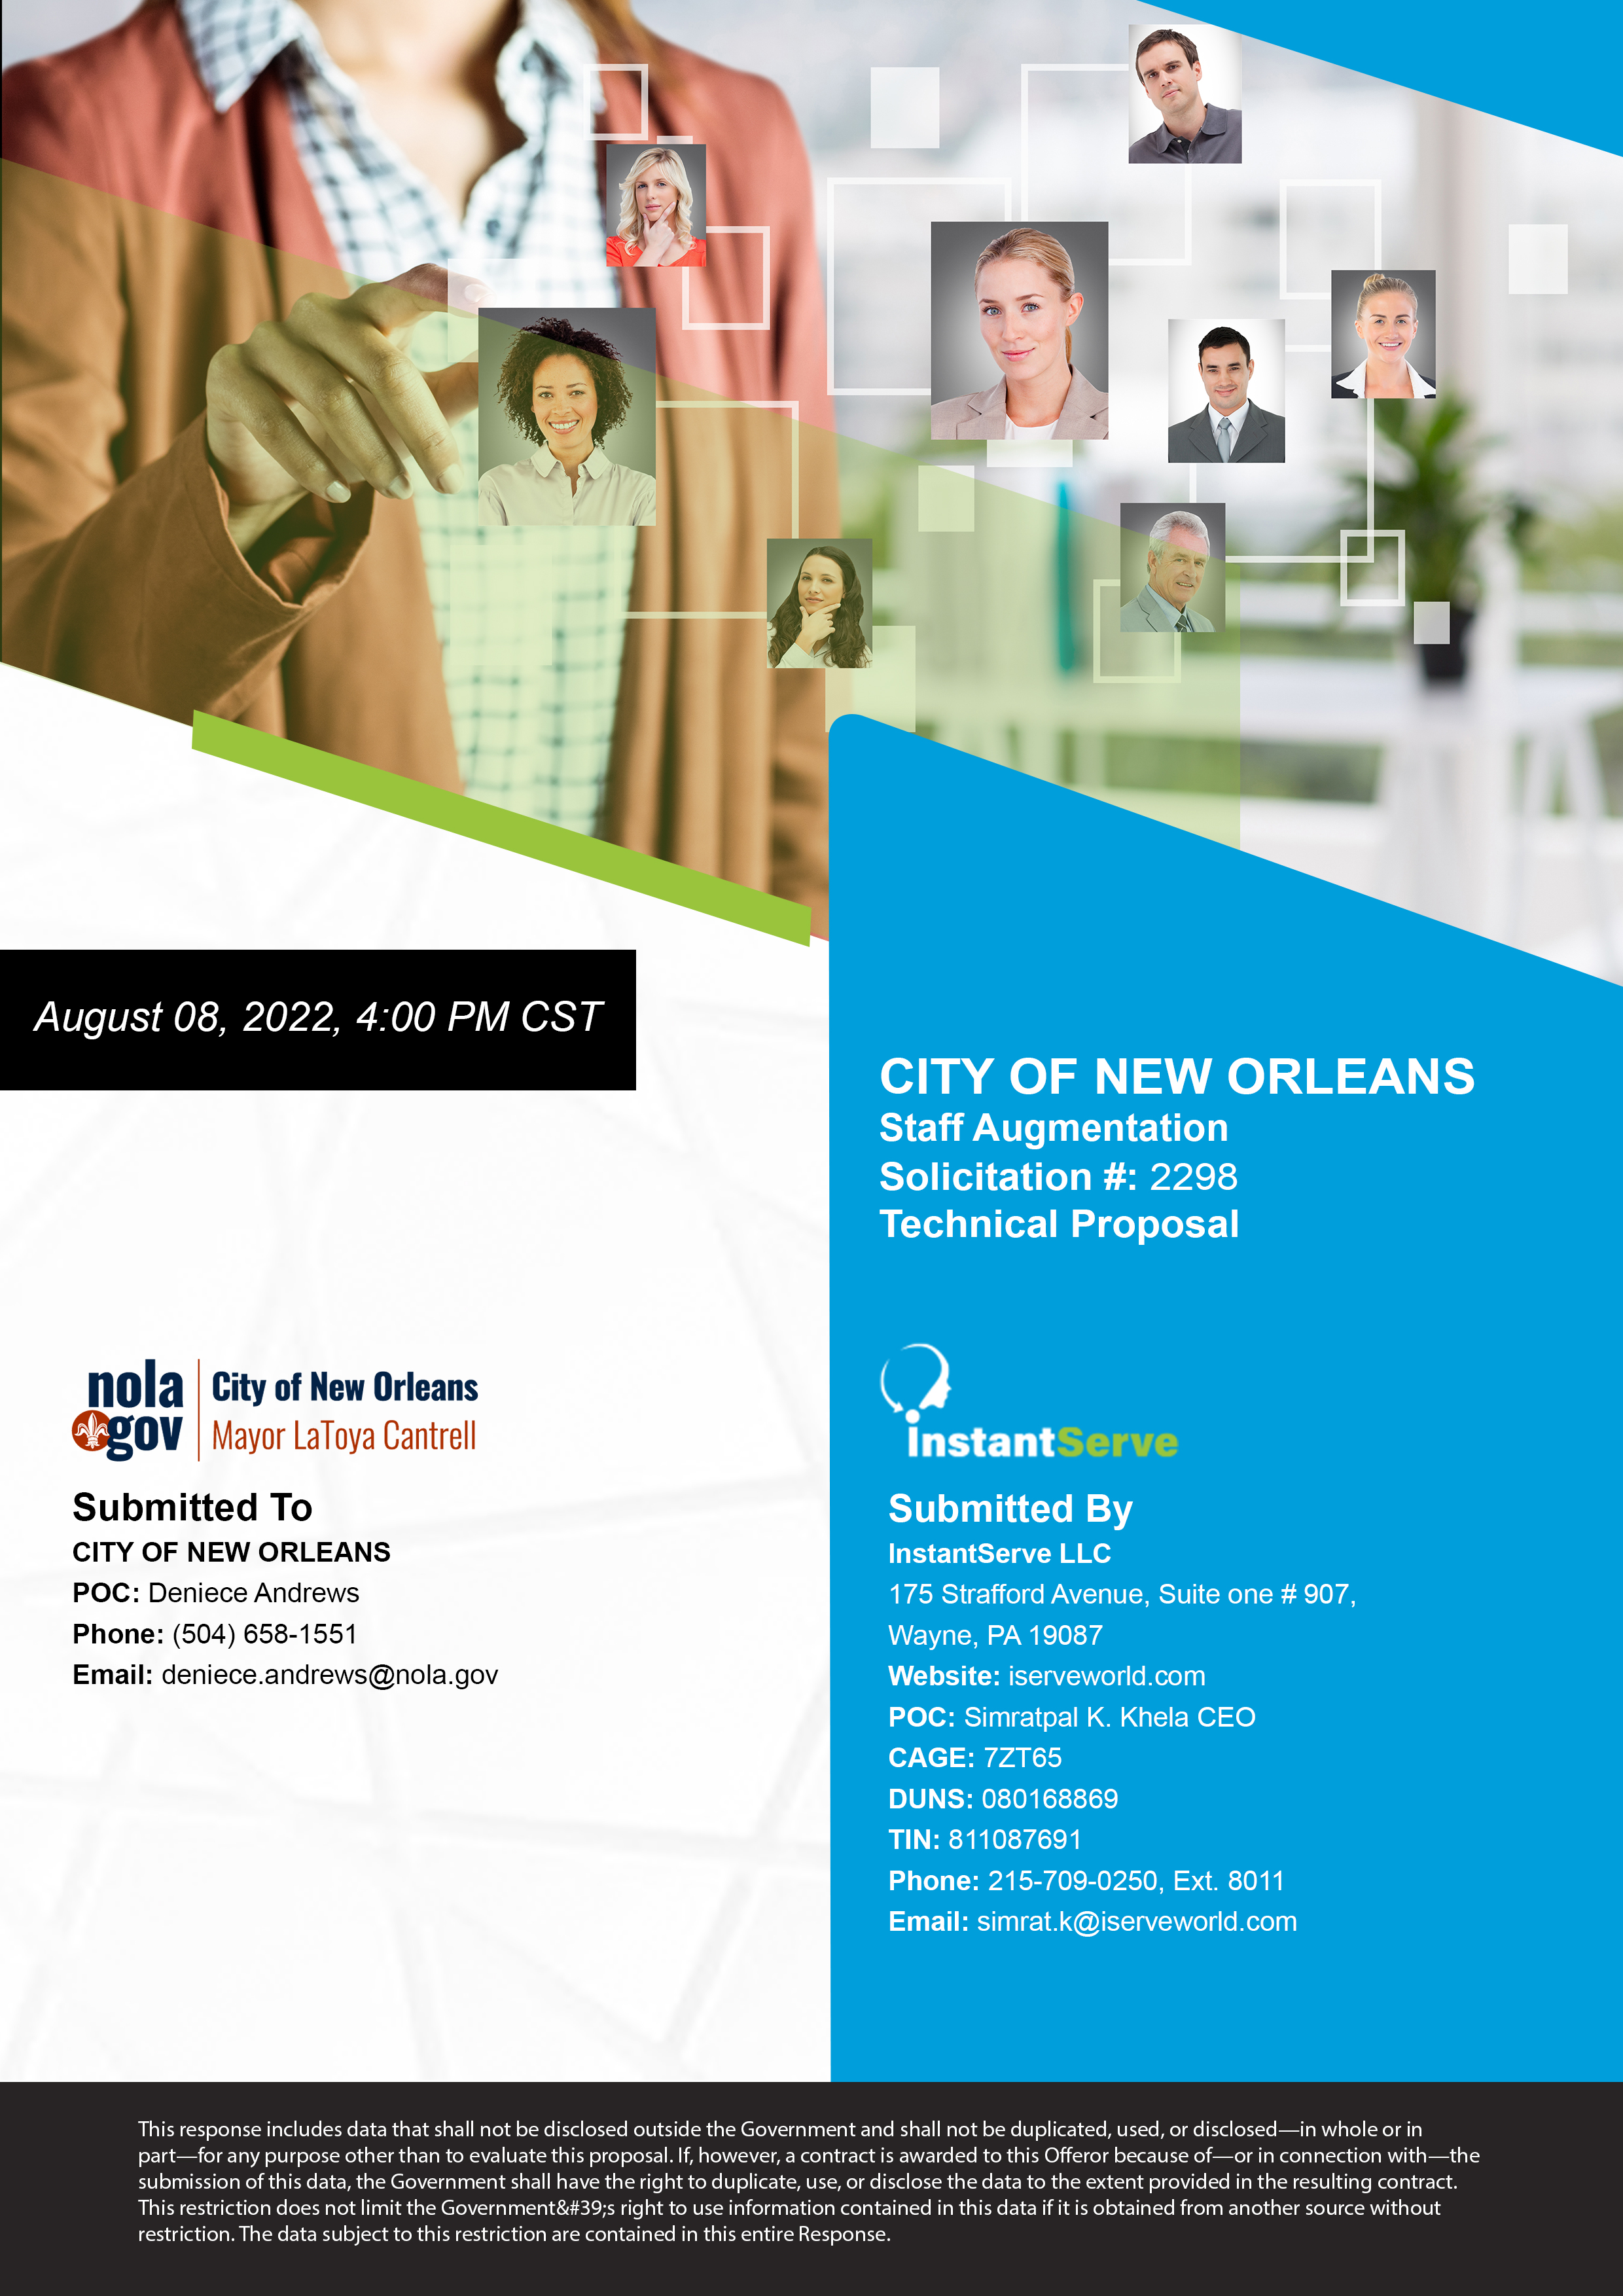 August 08, 2022, 4:00 PM CST
CITY OF NEW ORLEANS
Staff Augmentation
Solicitation #: 2298
Technical Proposal
nola
gov
City of New Orleans
Mayor LaToya Cantrell
Submitted To
CITY OF NEW ORLEANS
POC: Deniece Andrews
Phone: (504) 658-1551
Email: deniece.andrews@nola.gov
instantServe
Submitted By
InstantServe LLC
175 Strafford Avenue, Suite one # 907,
Wayne, PA 19087
Website: iserveworld.com
POC: Simratpal K. Khela CEO
CAGE: 7ZT65
DUNS: 080168869
TIN: 811087691
Phone: 215-709-0250, Ext. 8011
Email: simrat.k@iserveworld.com
This response includes data that shall not be disclosed outside the Government and shall not be duplicated, used, or disclosed—in whole or in
part—for any purpose other than to evaluate this proposal. If, however, a contract is awarded to this Offeror because of—or in connection with—the
submission of this data, the Government shall have the right to duplicate, use, or disclose the data to the extent provided in the resulting contract.
This restriction does not limit the Government&#39;s right to use information contained in this data if it is obtained from another source without
restriction. The data subject to this restriction are contained in this entire Response.